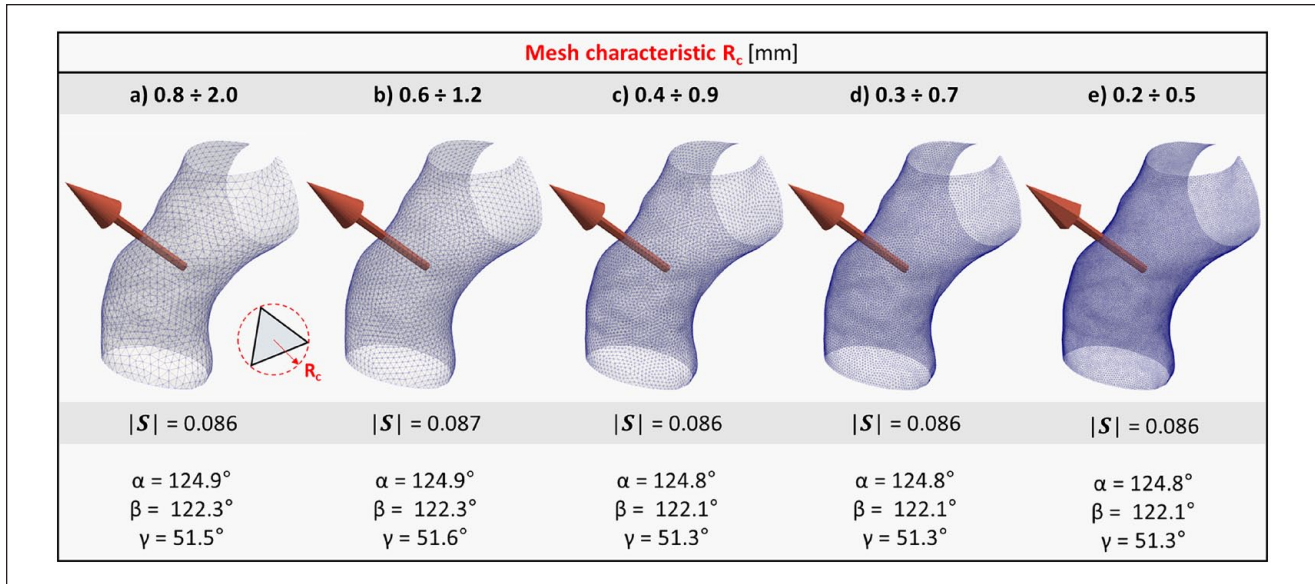 Mesh characteristic Rc [mm]
a) 0.8 ÷ 2.0 b) 0.6 ÷ 1.2 c) 0.4 ÷ 0.9 d) 0.3 ÷ 0.7 e) 0.2 ÷ 0.5
Rc
|S| = 0.086 |S| = 0.087 |S| = 0.086 |S| = 0.086 |S| = 0.086
α = 124.9° α = 124.9° α = 124.8° α = 124.8° α = 124.8°
β = 122.3° β = 122.3° β = 122.1° β = 122.1° β = 122.1°
γ = 51.5° γ = 51.6° γ = 51.3° γ = 51.3° γ = 51.3°